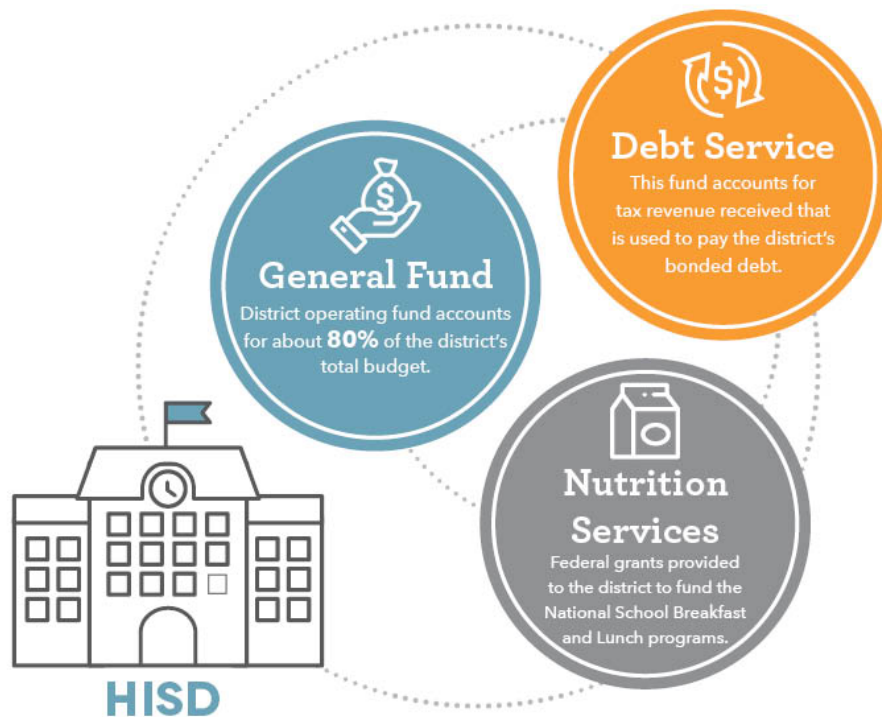 Debt Service
This fund accounts for
tax revenue received that
is used to pay the district's
bonded debt.
General Fund
District operating fund accounts
for about 80% of the district's
total budget.
Nutrition
Services
Federal grants provided
to the district to fund the
National School Breakfast
and Lunch programs.
HISD